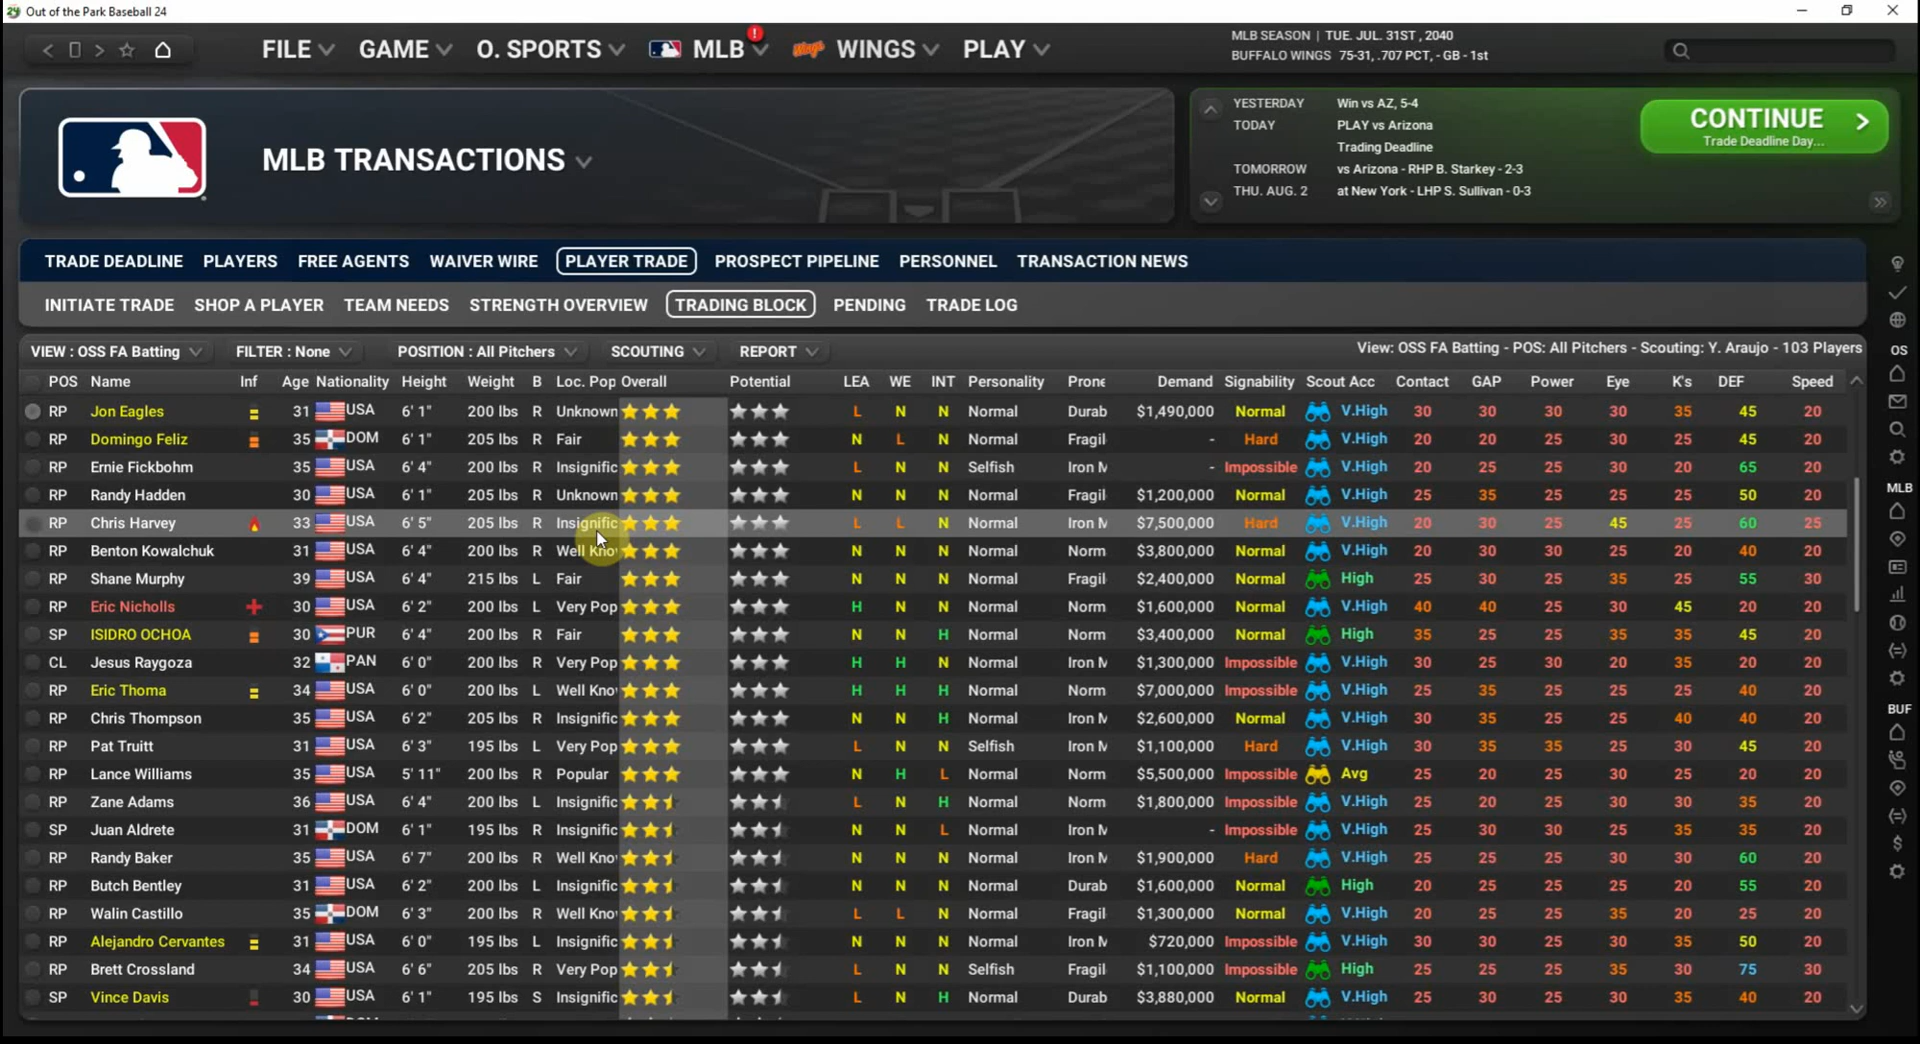 Out of the Park Baseball 24
FILE GAME O. SPORTS MLB ! WINGS PLAY
MLB SEASON | TUE. JUL. 31ST , 2040
BUFFALO WINGS 75-31, .707 PCT, - GB - 1st
MLB TRANSACTIONS
YESTERDAY Win vs AZ, 5-4
TODAY PLAY vs Arizona
Trading Deadline
TOMORROW vs Arizona - RHP B. Starkey - 2-3
THU. AUG. 2 at New York - LHP S. Sullivan - 0-3
CONTINUE
Trade Deadline Day...
TRADE DEADLINE PLAYERS FREE AGENTS WAIVER WIRE PLAYER TRADE PROSPECT PIPELINE PERSONNEL TRANSACTION NEWS
INITIATE TRADE SHOP A PLAYER TEAM NEEDS STRENGTH OVERVIEW TRADING BLOCK PENDING TRADE LOG
VIEW : OSS FA Batting FILTER : None POSITION : All Pitchers SCOUTING REPORT View: OSS FA Batting - POS: All Pitchers - Scouting: Y. Araujo - 103 Players
POS Name Inf Age Nationality Height Weight B Loc. Pop Overall Potential LEA WE INT Personality Prone Demand Signability Scout Acc Contact GAP Power Eye K's DEF Speed
RP Jon Eagles 31 USA 6' 1" 200 lbs R Unknown L N N Normal Durab $1,490,000 Normal V.High 30 30 30 30 35 45 20
RP Domingo Feliz 35 DOM 6' 1" 205 lbs R Fair N L N Normal Fragil - Hard V.High 20 20 25 30 25 45 20
RP Ernie Fickbohm 35 USA 6' 4" 200 lbs R Insignific L N N Selfish Iron M - Impossible V.High 20 25 25 30 20 65 20
RP Randy Hadden 30 USA 6' 1" 205 lbs R Unknown N N N Normal Fragil $1,200,000 Normal V.High 25 35 25 25 25 50 20
RP Chris Harvey 33 USA 6' 5" 205 lbs R Insignific L L N Normal Iron M $7,500,000 Hard V.High 20 30 25 45 25 60 25
RP Benton Kowalchuk 31 USA 6' 4" 200 lbs R Well Kno N N N Normal Norm $3,800,000 Normal V.High 20 30 30 25 20 40 20
RP Shane Murphy 39 USA 6' 4" 215 lbs L Fair N N N Normal Fragil $2,400,000 Normal High 25 30 25 35 25 55 30
RP Eric Nicholls 30 USA 6' 2" 200 lbs L Very Pop H N N Normal Norm $1,600,000 Normal V.High 40 40 25 30 45 20 20
SP ISIDRO OCHOA 30 PUR 6' 4" 200 lbs R Fair N N H Normal Norm $3,400,000 Normal High 35 25 25 35 35 45 20
CL Jesus Raygoza 32 PAN 6' 0" 200 lbs R Very Pop H H N Normal Iron M $1,300,000 Impossible V.High 30 25 30 20 35 20 20
RP Eric Thoma 34 USA 6' 0" 200 lbs L Well Kno H H H Normal Norm $7,000,000 Impossible V.High 25 35 25 25 25 40 20
RP Chris Thompson 35 USA 6' 2" 205 lbs R Insignific N N H Normal Iron M $2,600,000 Normal V.High 30 35 25 25 40 40 20
RP Pat Truitt 31 USA 6' 3" 195 lbs L Very Pop L N N Selfish Iron M $1,100,000 Hard V.High 30 35 35 25 30 45 20
RP Lance Williams 35 USA 5' 11" 200 lbs R Popular N H L Normal Norm $5,500,000 Impossible Avg 25 20 25 30 25 20 20
RP Zane Adams 36 USA 6' 4" 200 lbs L Insignific L N H Normal Norm $1,800,000 Impossible V.High 25 20 25 30 30 35 20
SP Juan Aldrete 31 DOM 6' 1" 195 lbs R Insignific N N L Normal Iron M - Impossible V.High 25 30 30 25 35 35 20
RP Randy Baker 35 USA 6' 7" 200 lbs R Well Kno N N N Normal Iron M $1,900,000 Hard V.High 25 25 25 30 30 60 20
RP Butch Bentley 31 USA 6' 2" 200 lbs L Insignific N N N Normal Durab $1,600,000 Normal High 20 25 25 25 20 55 20
RP Walin Castillo 35 DOM 6' 3" 200 lbs R Well Kno L L N Normal Fragil $1,300,000 Normal V.High 20 25 25 35 20 25 20
RP Alejandro Cervantes 31 USA 6' 0" 195 lbs L Insignific N N N Normal Iron M $720,000 Impossible V.High 30 30 25 30 35 50 20
RP Brett Crossland 34 USA 6' 6" 205 lbs R Very Pop L N N Selfish Fragil $1,100,000 Impossible High 25 25 25 35 30 75 30
SP Vince Davis 30 USA 6' 1" 195 lbs S Insignific L N H Normal Durab $3,880,000 Normal V.High 25 30 25 30 35 40 20
OS
MLB
BUF